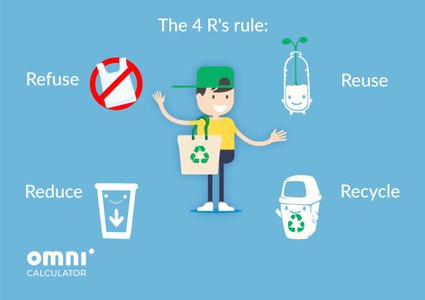 The 4 R's rule:
Refuse
Reuse
Reduce
Recycle
omni
CALCULATOR